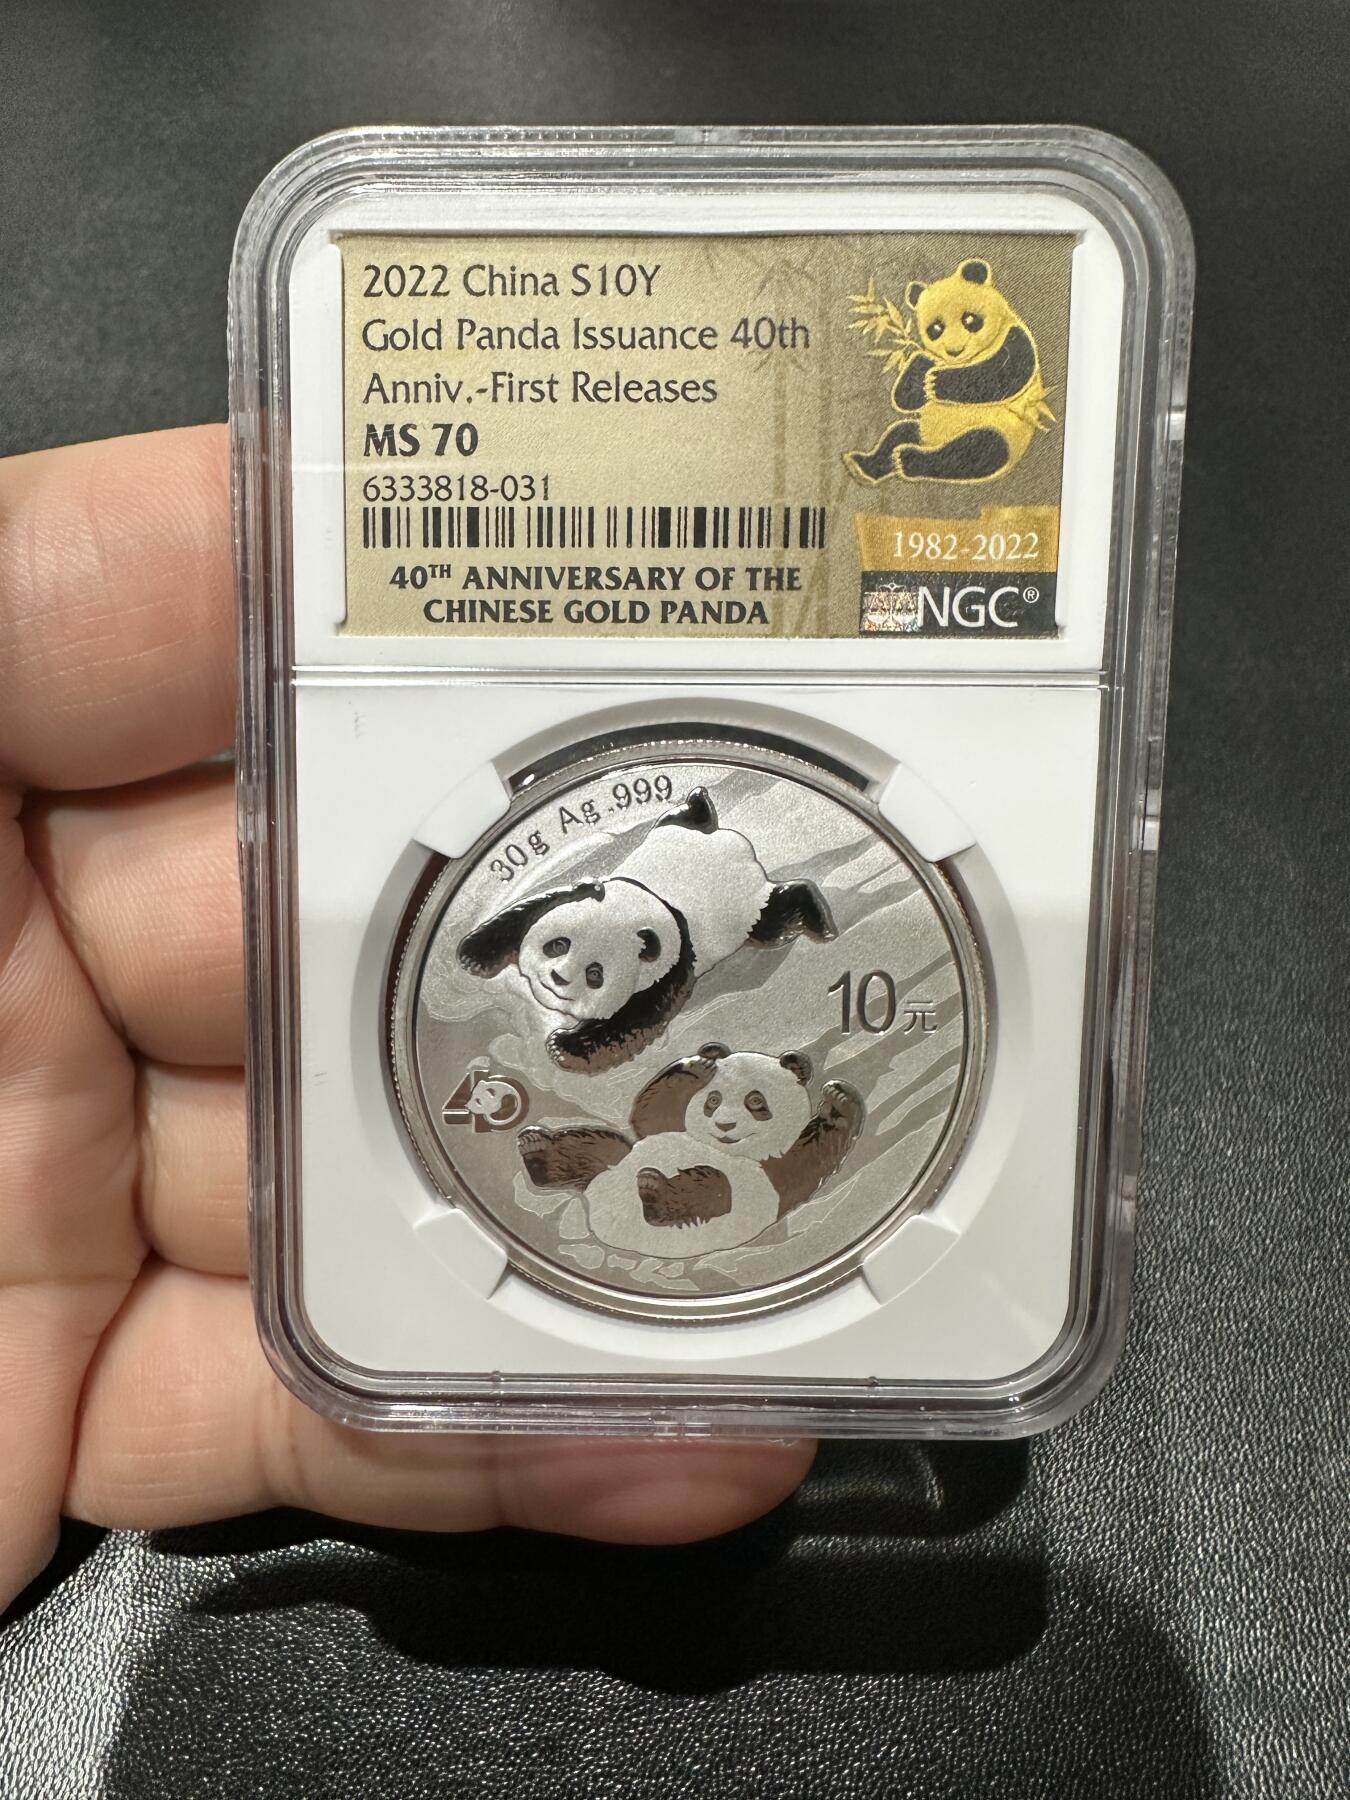 2022 China S10Y
Gold Panda Issuance 40th
Anniv.-First Releases
MS 70
6333818-031
40TH ANNIVERSARY OF THE
CHINESE GOLD PANDA
1982-2022
NGC®
30g Ag .999
10元
40